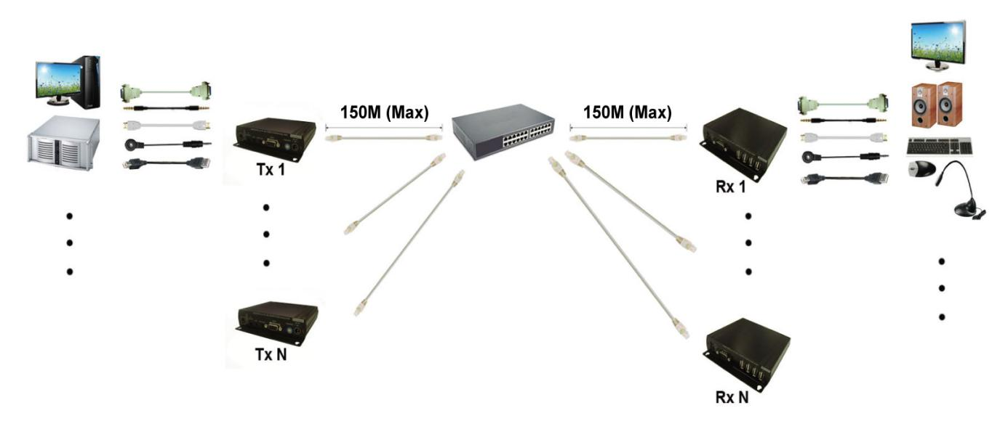 150M (Max)
150M (Max)
Tx 1
Rx 1
Tx N
Rx N